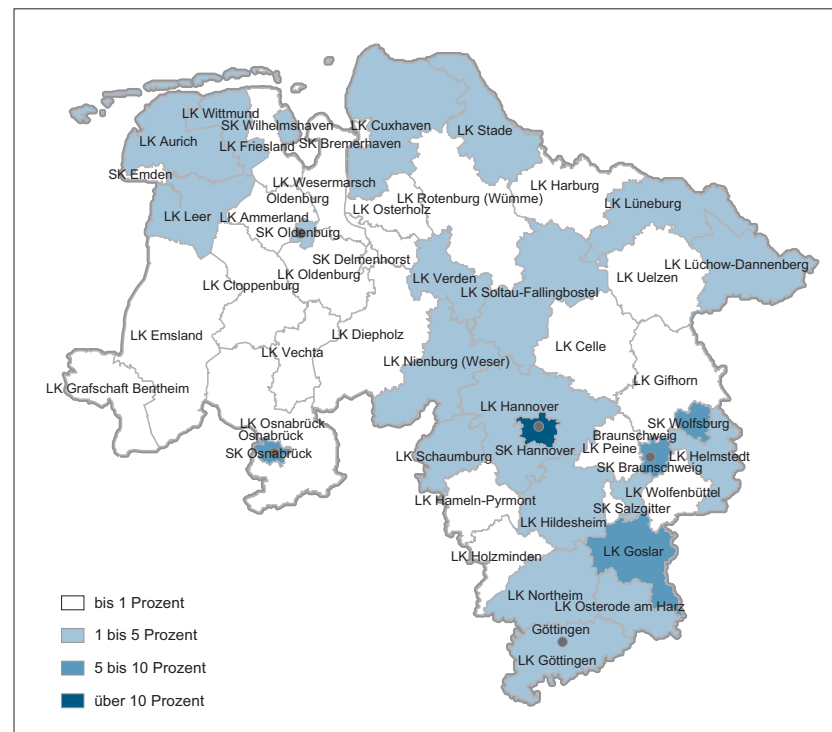 LK Wittmund
SK Wilhelmshaven
LK Cuxhaven
LK Stade
LK Aurich
LK Friesland
SK Bremerhaven
SK Emden
LK Wesermarsch
LK Harburg
Oldenburg
LK Rotenburg (Wümme)
LK Osterholz
LK Lüneburg
LK Leer
LK Ammerland
SK Oldenburg
SK Delmenhorst
LK Oldenburg
LK Verden
LK Uelzen
LK Lüchow-Dannenberg
LK Cloppenburg
LK Soltau-Fallingbostel
LK Emsland
LK Diepholz
LK Celle
LK Vechta
LK Nienburg (Weser)
LK Gifhorn
LK Grafschaft Bentheim
LK Hannover
LK Osnabrück
Osnabrück
SK Osnabrück
SK Wolfsburg
Braunschweig
LK Peine
SK Hannover
LK Schaumburg
LK Helmstedt
SK Braunschweig
LK Wolfenbüttel
LK Hameln-Pyrmont
SK Salzgitter
LK Hildesheim
LK Holzminden
LK Goslar
LK Northeim
LK Osterode am Harz
Göttingen
LK Göttingen
bis 1 Prozent
1 bis 5 Prozent
5 bis 10 Prozent
über 10 Prozent